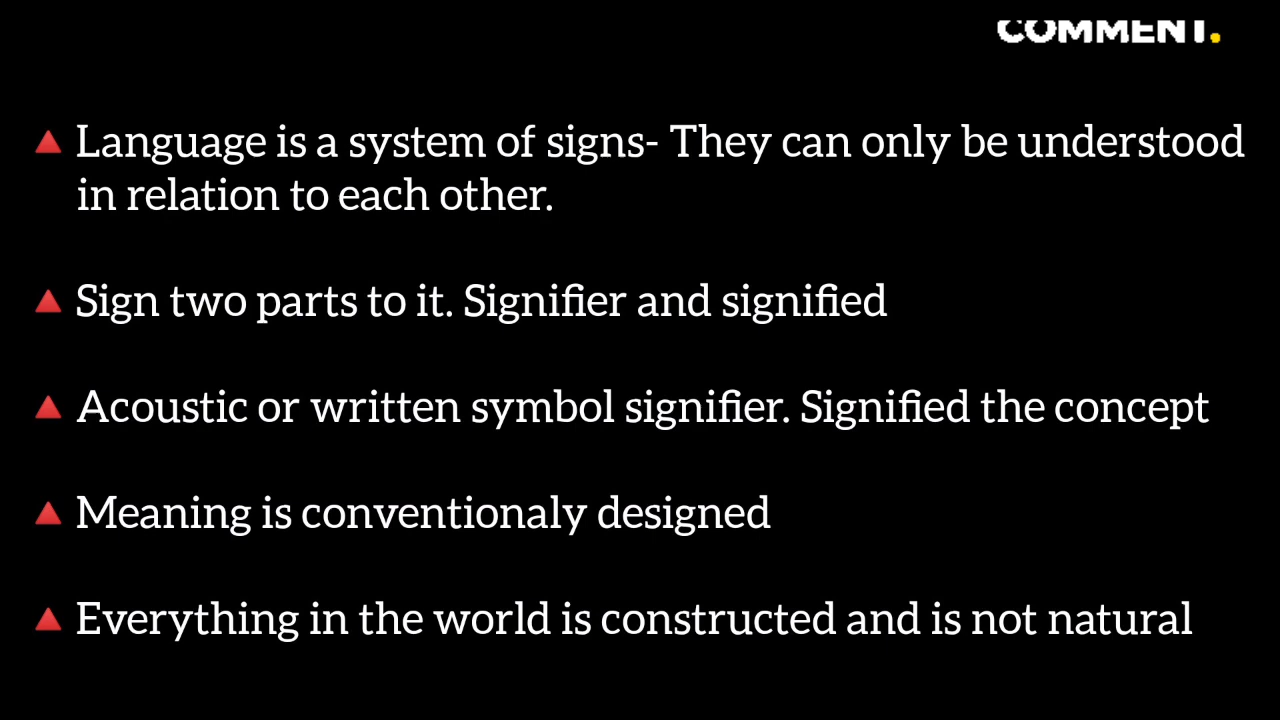 COMMENT.
Language is a system of signs- They can only be understood
in relation to each other.
Sign two parts to it. Signifier and signified
Acoustic or written symbol signifier. Signified the concept
Meaning is conventionaly designed
Everything in the world is constructed and is not natural